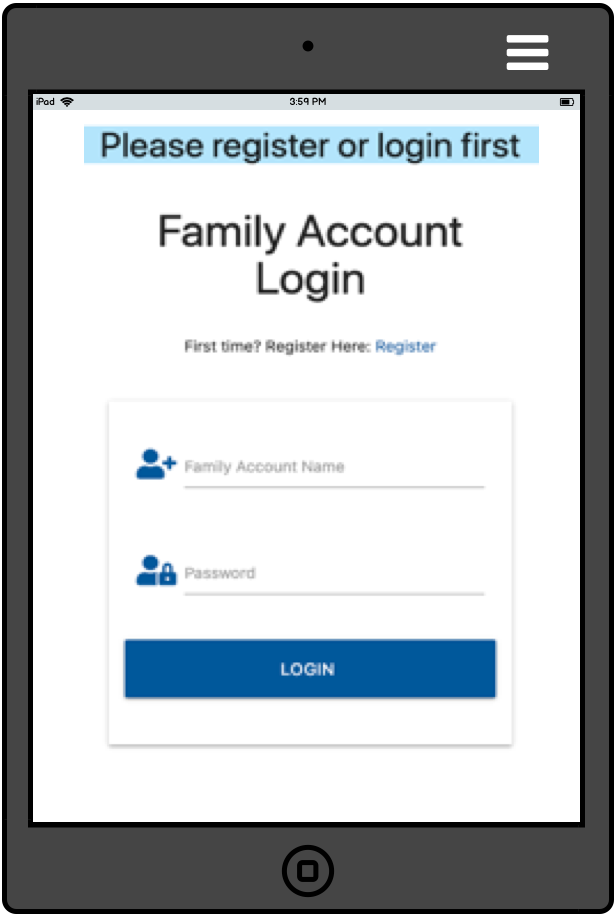 iPad 3:59 PM
Please register or login first
Family Account
Login
First time? Register Here: Register
Family Account Name
Password
LOGIN